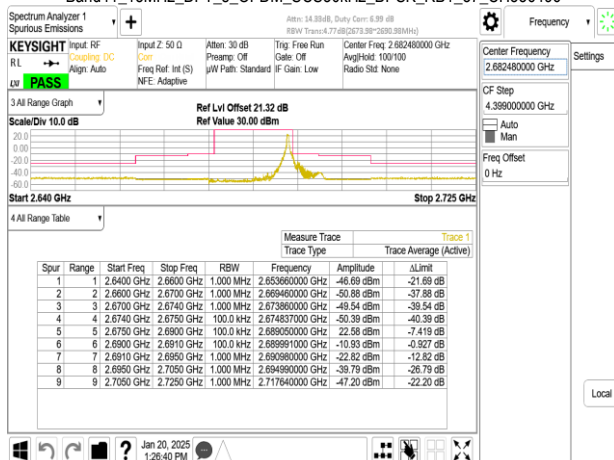 Spectrum Analyzer 1
Spurious Emissions
Attn: 14.33dB, Duty Corr: 6.99 dB
RBW Trans:4.77dB(2673.98~2690.98MHz)
Frequency
KEYSIGHT Input: RF Input Z: 50 Ω Atten: 30 dB Trig: Free Run Center Freq: 2.682480000 GHz
RL Coupling: DC Corr Preamp: Off Gate: Off Avg|Hold: 100/100
Align: Auto Freq Ref: Int (S) µW Path: Standard IF Gain: Low Radio Std: None
PASS NFE: Adaptive
Center Frequency
2.682480000 GHz
Settings
CF Step
4.399000000 GHz
Auto
Man
Freq Offset
0 Hz
3 All Range Graph
Scale/Div 10.0 dB
Ref Lvl Offset 21.32 dB
Ref Value 30.00 dBm
20.0
0.00
-20.0
-40.0
-60.0
Start 2.640 GHz Stop 2.725 GHz
4 All Range Table
Measure Trace Trace 1
Trace Type Trace Average (Active)
Spur Range Start Freq Stop Freq RBW Frequency Amplitude ΔLimit
1 1 2.6400 GHz 2.6600 GHz 1.000 MHz 2.653660000 GHz -46.69 dBm -21.69 dB
2 2 2.6600 GHz 2.6700 GHz 1.000 MHz 2.669460000 GHz -50.88 dBm -37.88 dB
3 3 2.6700 GHz 2.6740 GHz 1.000 MHz 2.673860000 GHz -49.54 dBm -39.54 dB
4 4 2.6740 GHz 2.6750 GHz 100.0 kHz 2.674837000 GHz -50.39 dBm -40.39 dB
5 5 2.6750 GHz 2.6900 GHz 100.0 kHz 2.689050000 GHz 22.58 dBm -7.419 dB
6 6 2.6900 GHz 2.6910 GHz 100.0 kHz 2.689991000 GHz -10.93 dBm -0.927 dB
7 7 2.6910 GHz 2.6950 GHz 1.000 MHz 2.690980000 GHz -22.82 dBm -12.82 dB
8 8 2.6950 GHz 2.7050 GHz 1.000 MHz 2.694990000 GHz -39.79 dBm -26.79 dB
9 9 2.7050 GHz 2.7250 GHz 1.000 MHz 2.717640000 GHz -47.20 dBm -22.20 dB
Local
Jan 20, 2025
1:26:40 PM